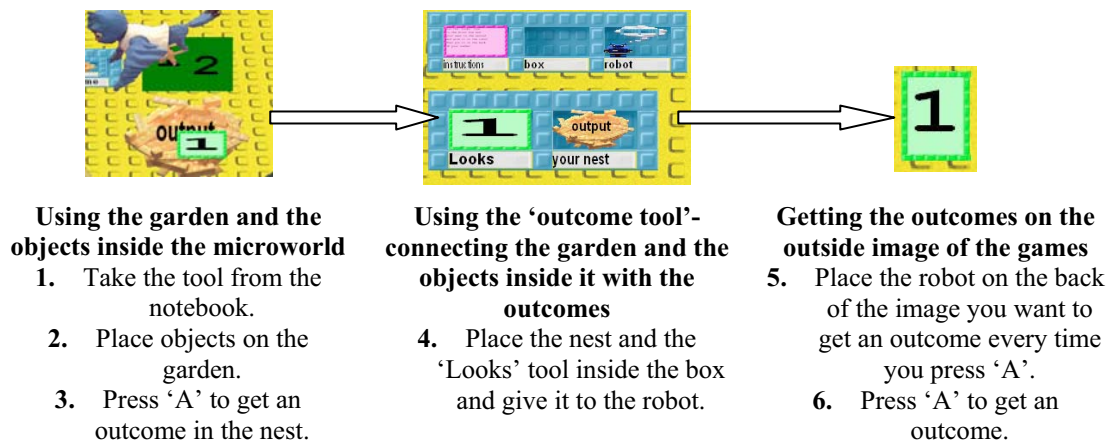 2
me
output
1
instructions
box
robot
1
output
Looks
your nest
1
Using the garden and the
objects inside the microworld
1. Take the tool from the
notebook.
2. Place objects on the
garden.
3. Press ‘A’ to get an
outcome in the nest.
Using the ‘outcome tool’-
connecting the garden and the
objects inside it with the
outcomes
4. Place the nest and the
‘Looks’ tool inside the box
and give it to the robot.
Getting the outcomes on the
outside image of the games
5. Place the robot on the back
of the image you want to
get an outcome every time
you press ‘A’.
6. Press ‘A’ to get an
outcome.